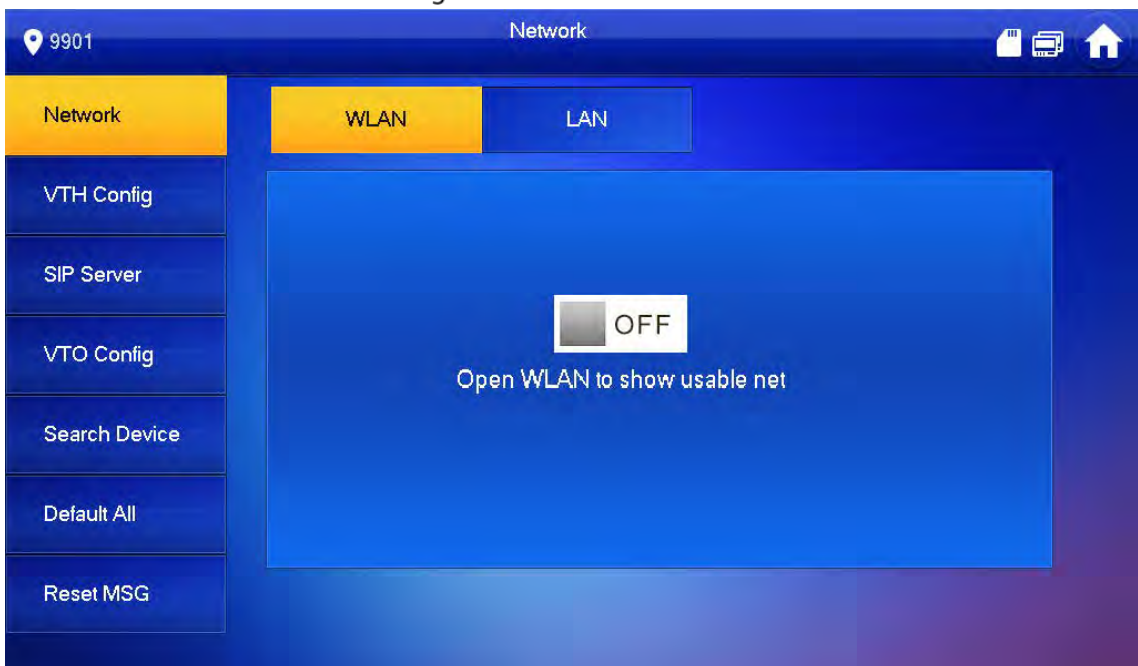 9901
Network
Network
WLAN
LAN
VTH Config
SIP Server
OFF
VTO Config
Open WLAN to show usable net
Search Device
Default All
Reset MSG